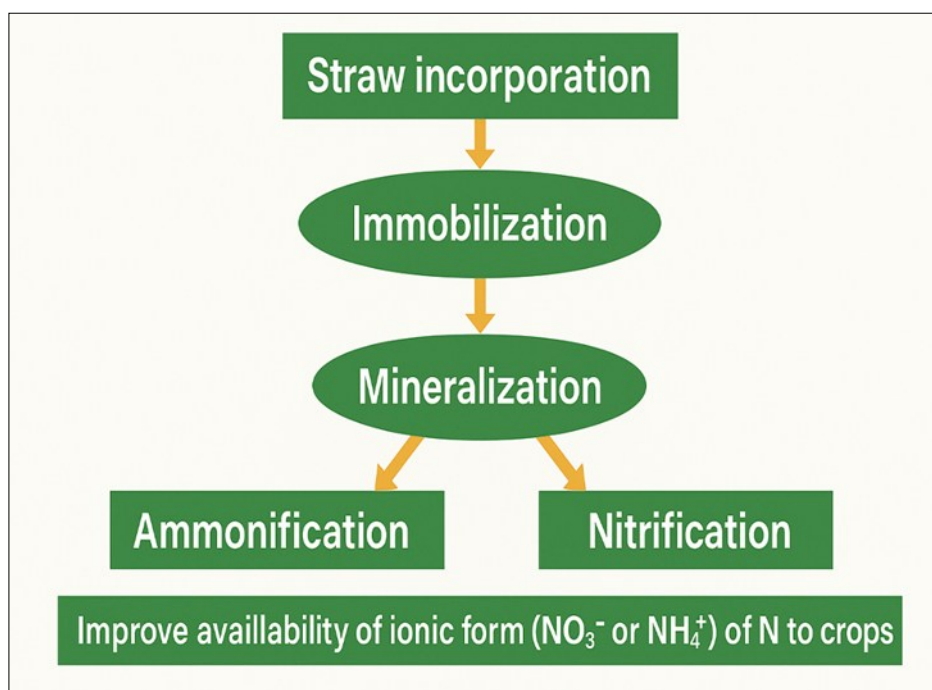 Straw incorporation
Immobilization
Mineralization
Ammonification
Nitrification
Improve availlability of ionic form (NO₃⁻ or NH₄⁺) of N to crops